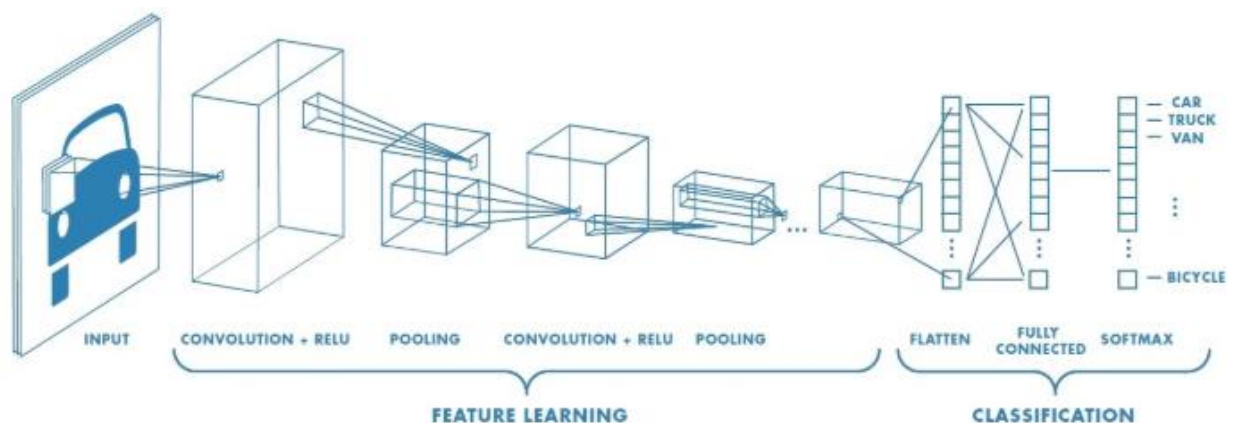 CAR
TRUCK
VAN
BICYCLE
INPUT
CONVOLUTION + RELU
POOLING
CONVOLUTION + RELU
POOLING
FLATTEN
FULLY
CONNECTED
SOFTMAX
FEATURE LEARNING
CLASSIFICATION